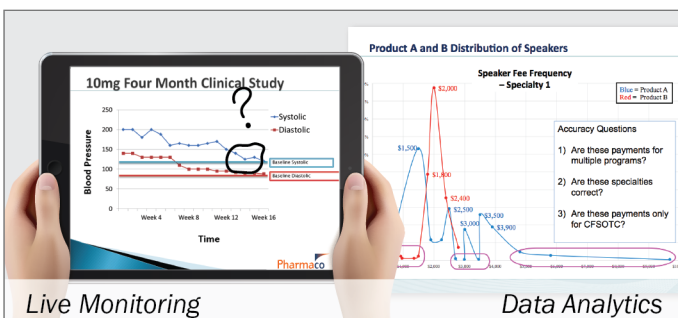 10mg Four Month Clinical Study
?
250
200
150
100
50
0
Blood Pressure
Systolic
Diastolic
Baseline Systolic
Baseline Diastolic
Week 4 Week 8 Week 12 Week 16
Time
Pharmaco
Live Monitoring
Product A and B Distribution of Speakers
Speaker Fee Frequency
– Specialty 1
Blue = Product A
Red = Product B
$2,000
$1,500
$1,800
$2,400
$2,500
$3,000
$3,500
$3,900
Accuracy Questions
1) Are these payments for
multiple programs?
2) Are these specialties
correct?
3) Are these payments only
for CFSOTC?
Data Analytics